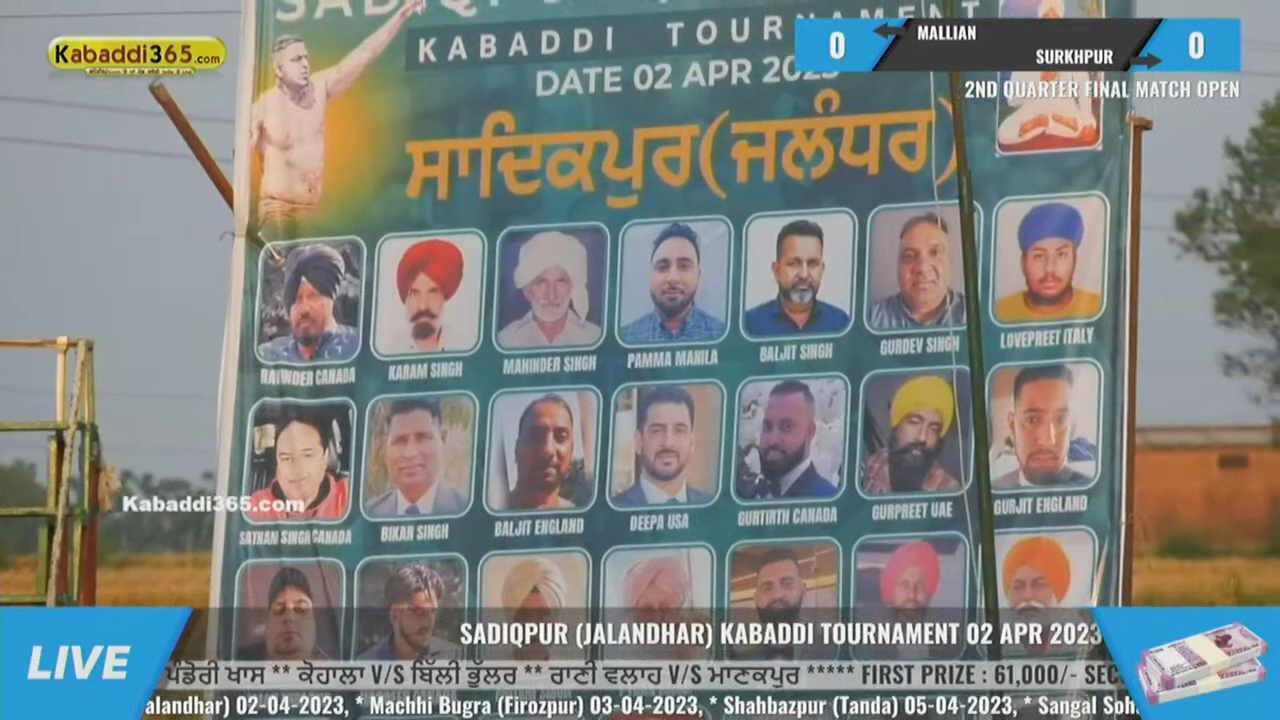 SADIQPUR
KABADDI TOURNAMENT
DATE 02 APR 2023
ਸਾਦਿਕਪੁਰ(ਜਲੰਧਰ)
Kabaddi365.com
0 MALLIAN
SURKHPUR 0
2ND QUARTER FINAL MATCH OPEN
RAVINDER CANADA KARAM SINGH MAHINDER SINGH PAMMA MANILA BALJIT SINGH GURDEV SINGH LOVEPREET ITALY
SATNAM SINGH CANADA BIKAR SINGH BALJIT ENGLAND DEEPA USA GURTIRTH CANADA GURPREET UAE GURJIT ENGLAND
Kabaddi365.com
LIVE
SADIQPUR (JALANDHAR) KABADDI TOURNAMENT 02 APR 2023
ਪੰਡੋਰੀ ਖਾਸ ** ਕੋਹਾਲਾ V/S ਬਿੱਲੀ ਭੁੱਲਰ ** ਰਾਣੀ ਵਲਾਹ V/S ਮਾਣਕਪੁਰ ***** FIRST PRIZE : 61,000/- SEC
alandhar) 02-04-2023, * Machhi Bugra (Firozpur) 03-04-2023, * Shahbazpur (Tanda) 05-04-2023, * Sangal Soh